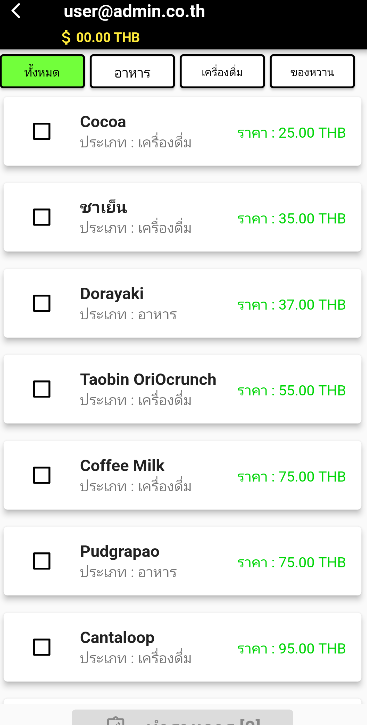 user@admin.co.th
$ 00.00 THB
ทั้งหมด
อาหาร
เครื่องดื่ม
ของหวาน
Cocoa
ประเภท : เครื่องดื่ม
ราคา : 25.00 THB
ชาเย็น
ประเภท : เครื่องดื่ม
ราคา : 35.00 THB
Dorayaki
ประเภท : อาหาร
ราคา : 37.00 THB
Taobin OriOcrunch
ประเภท : เครื่องดื่ม
ราคา : 55.00 THB
Coffee Milk
ประเภท : เครื่องดื่ม
ราคา : 75.00 THB
Pudgrapao
ประเภท : อาหาร
ราคา : 75.00 THB
Cantaloop
ประเภท : เครื่องดื่ม
ราคา : 95.00 THB